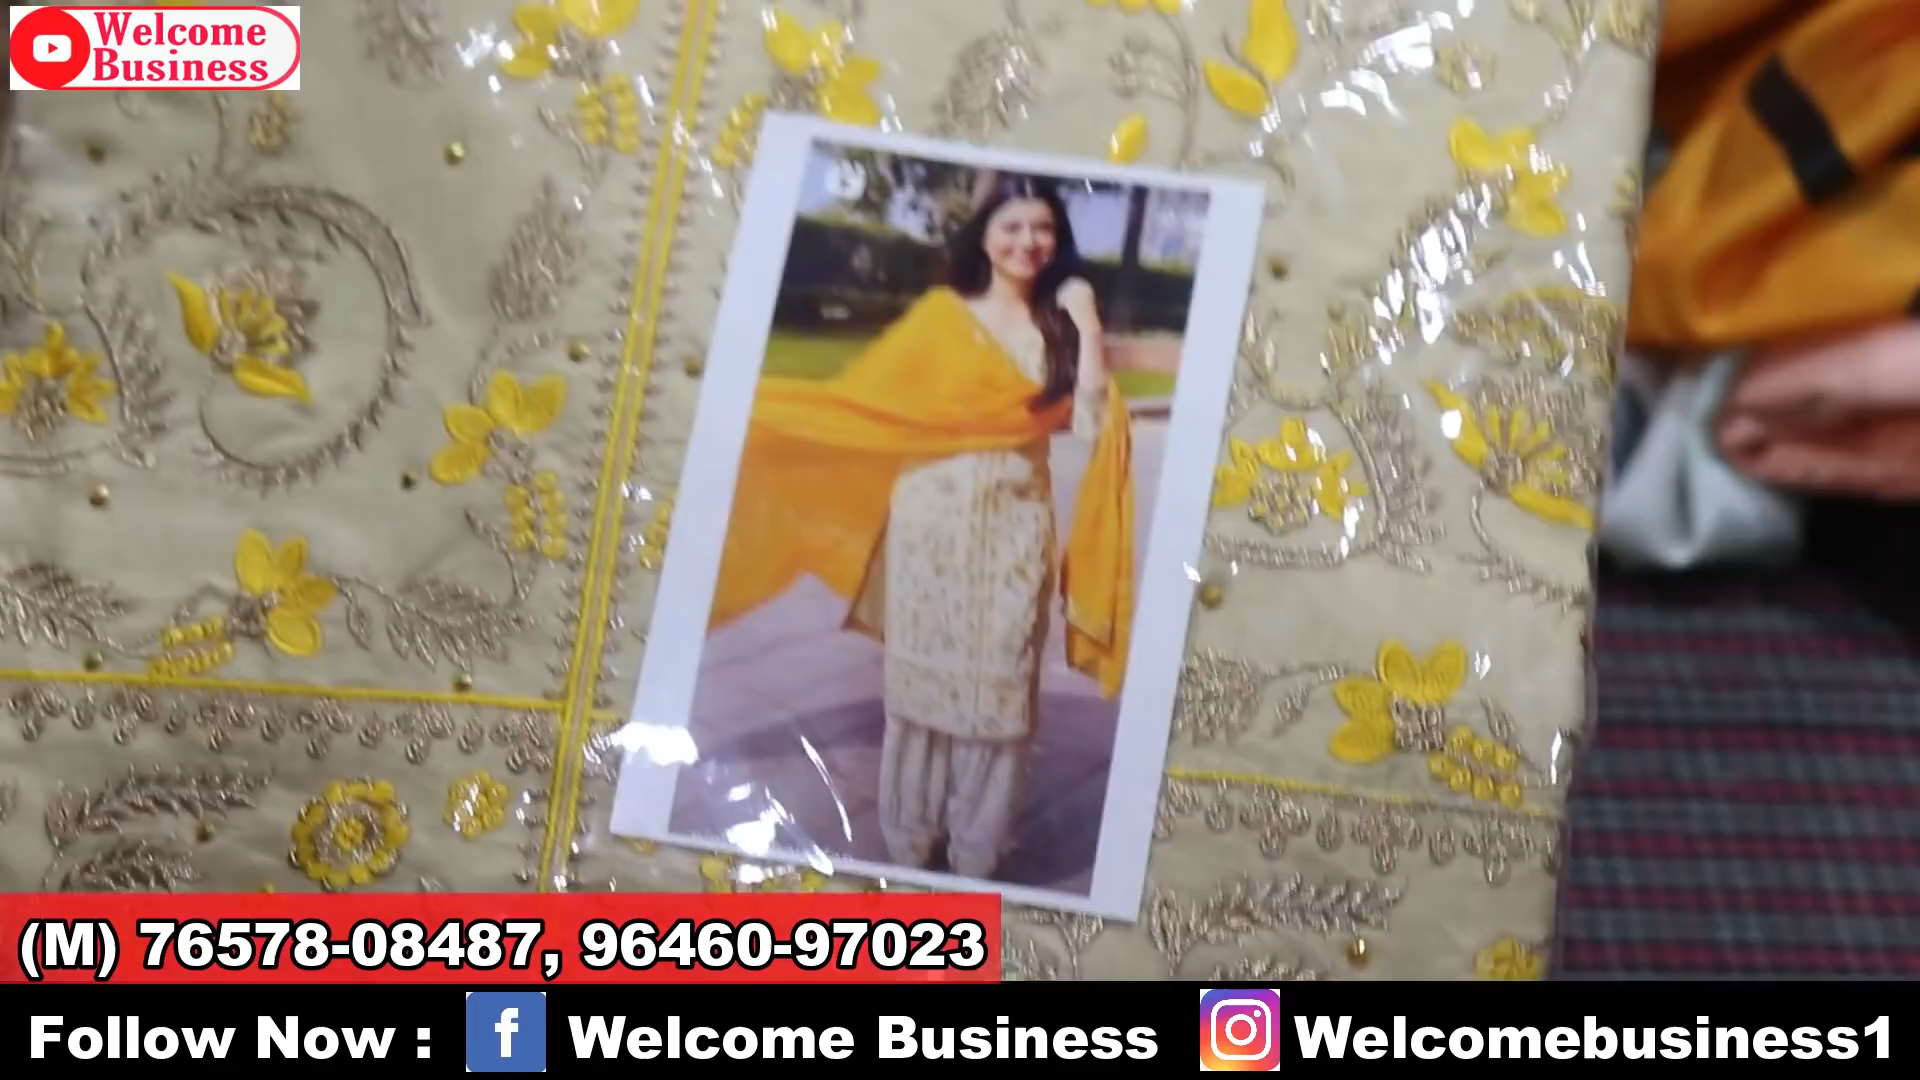 Welcome
Business
(M) 76578-08487, 96460-97023
Follow Now : f Welcome Business Welcomebusiness1